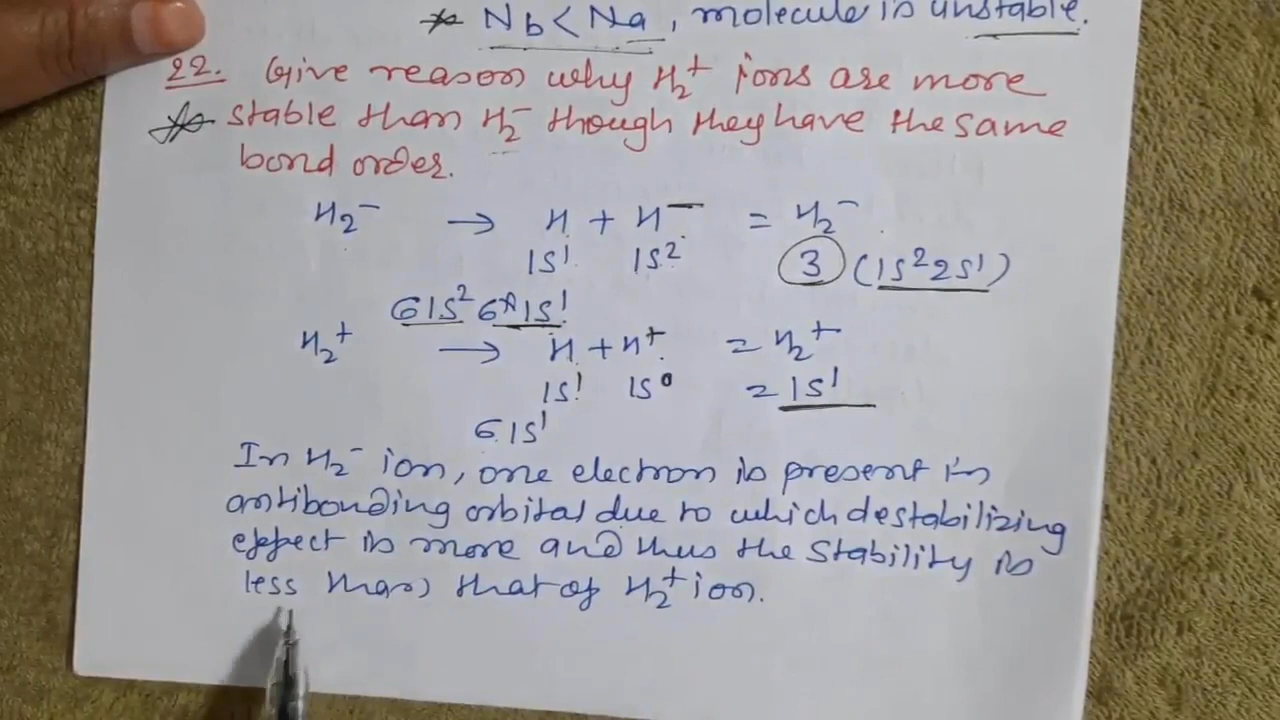 * Nb < Na, molecule is unstable.
22. Give reason why H2+ ions are more
stable than H2- though they have the same
bond order.
H2- → H + H- = H2-
1s1 1s2 3 (1s2 2s1)
σ1s2 σ*1s1
H2+ → H + H+ = H2+
1s1 1s0 = 1s1
σ1s1
In H2- ion, one electron is present in
antibonding orbital due to which destabilizing
effect is more and thus the stability is
less than that of H2+ ion.